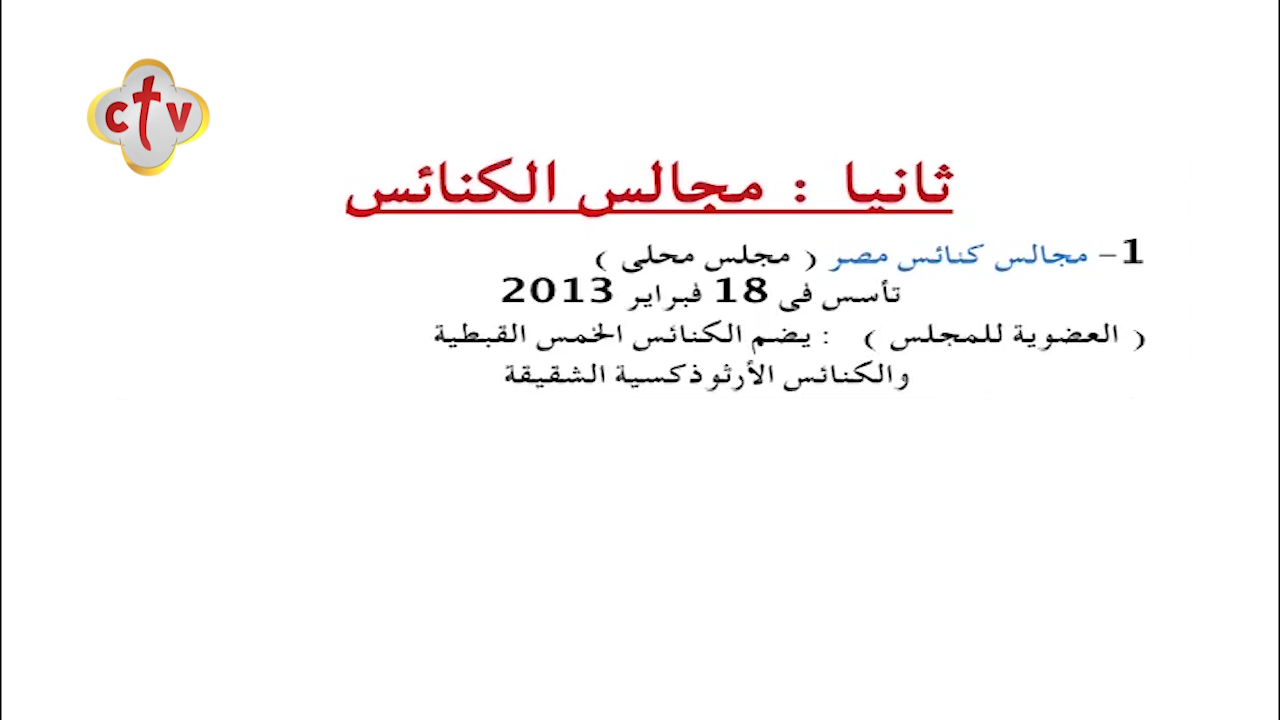 ctv
ثانيا : مجالس الكنائس
1- مجالس كنائس مصر ( مجلس محلى )
تأسس فى 18 فبراير 2013
( العضوية للمجلس ) : يضم الكنائس الخمس القبطية
والكنائس الأرثوذكسية الشقيقة